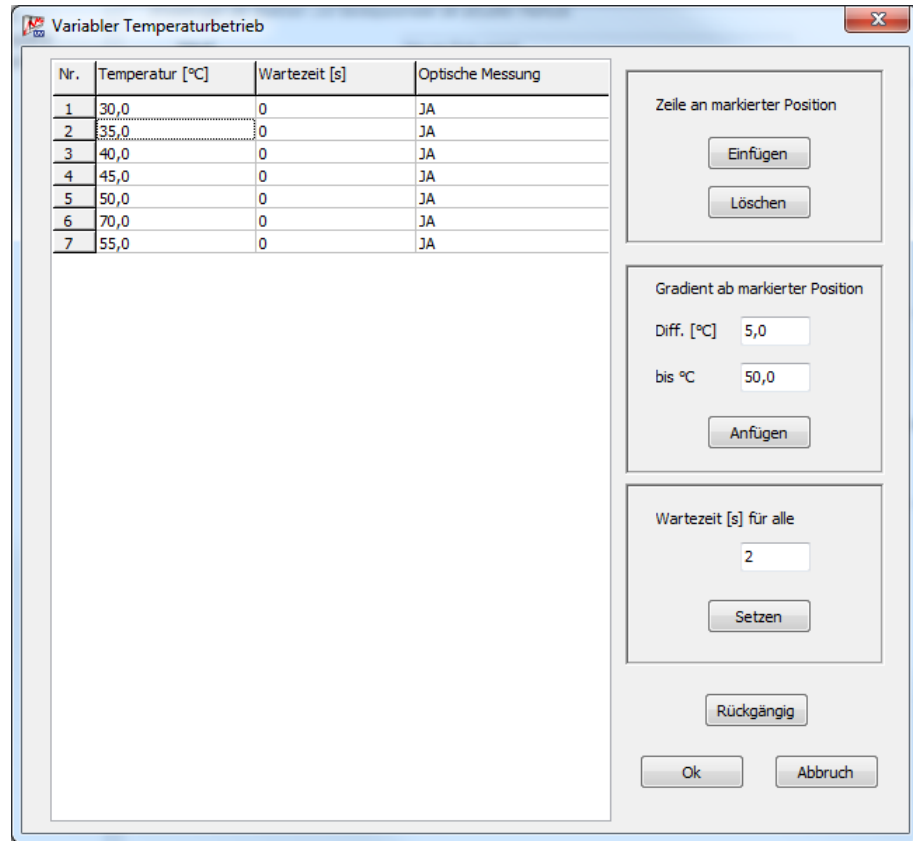 Variabler Temperaturbetrieb
Nr. Temperatur [°C] Wartezeit [s] Optische Messung
1 30,0 0 JA
2 35,0 0 JA
3 40,0 0 JA
4 45,0 0 JA
5 50,0 0 JA
6 70,0 0 JA
7 55,0 0 JA
Zeile an markierter Position
Einfügen
Löschen
Gradient ab markierter Position
Diff. [°C] 5,0
bis °C 50,0
Anfügen
Wartezeit [s] für alle
2
Setzen
Rückgängig
Ok Abbruch